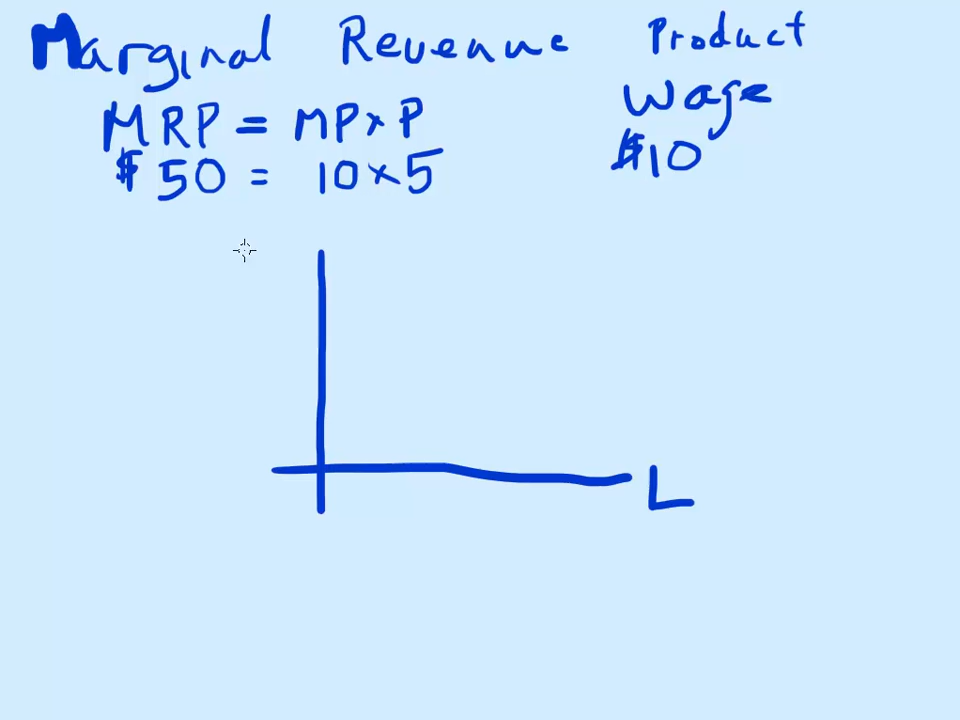 Marginal Revenue Product
MRP = MP x P
Wage
$50 = 10 x 5
$10
L